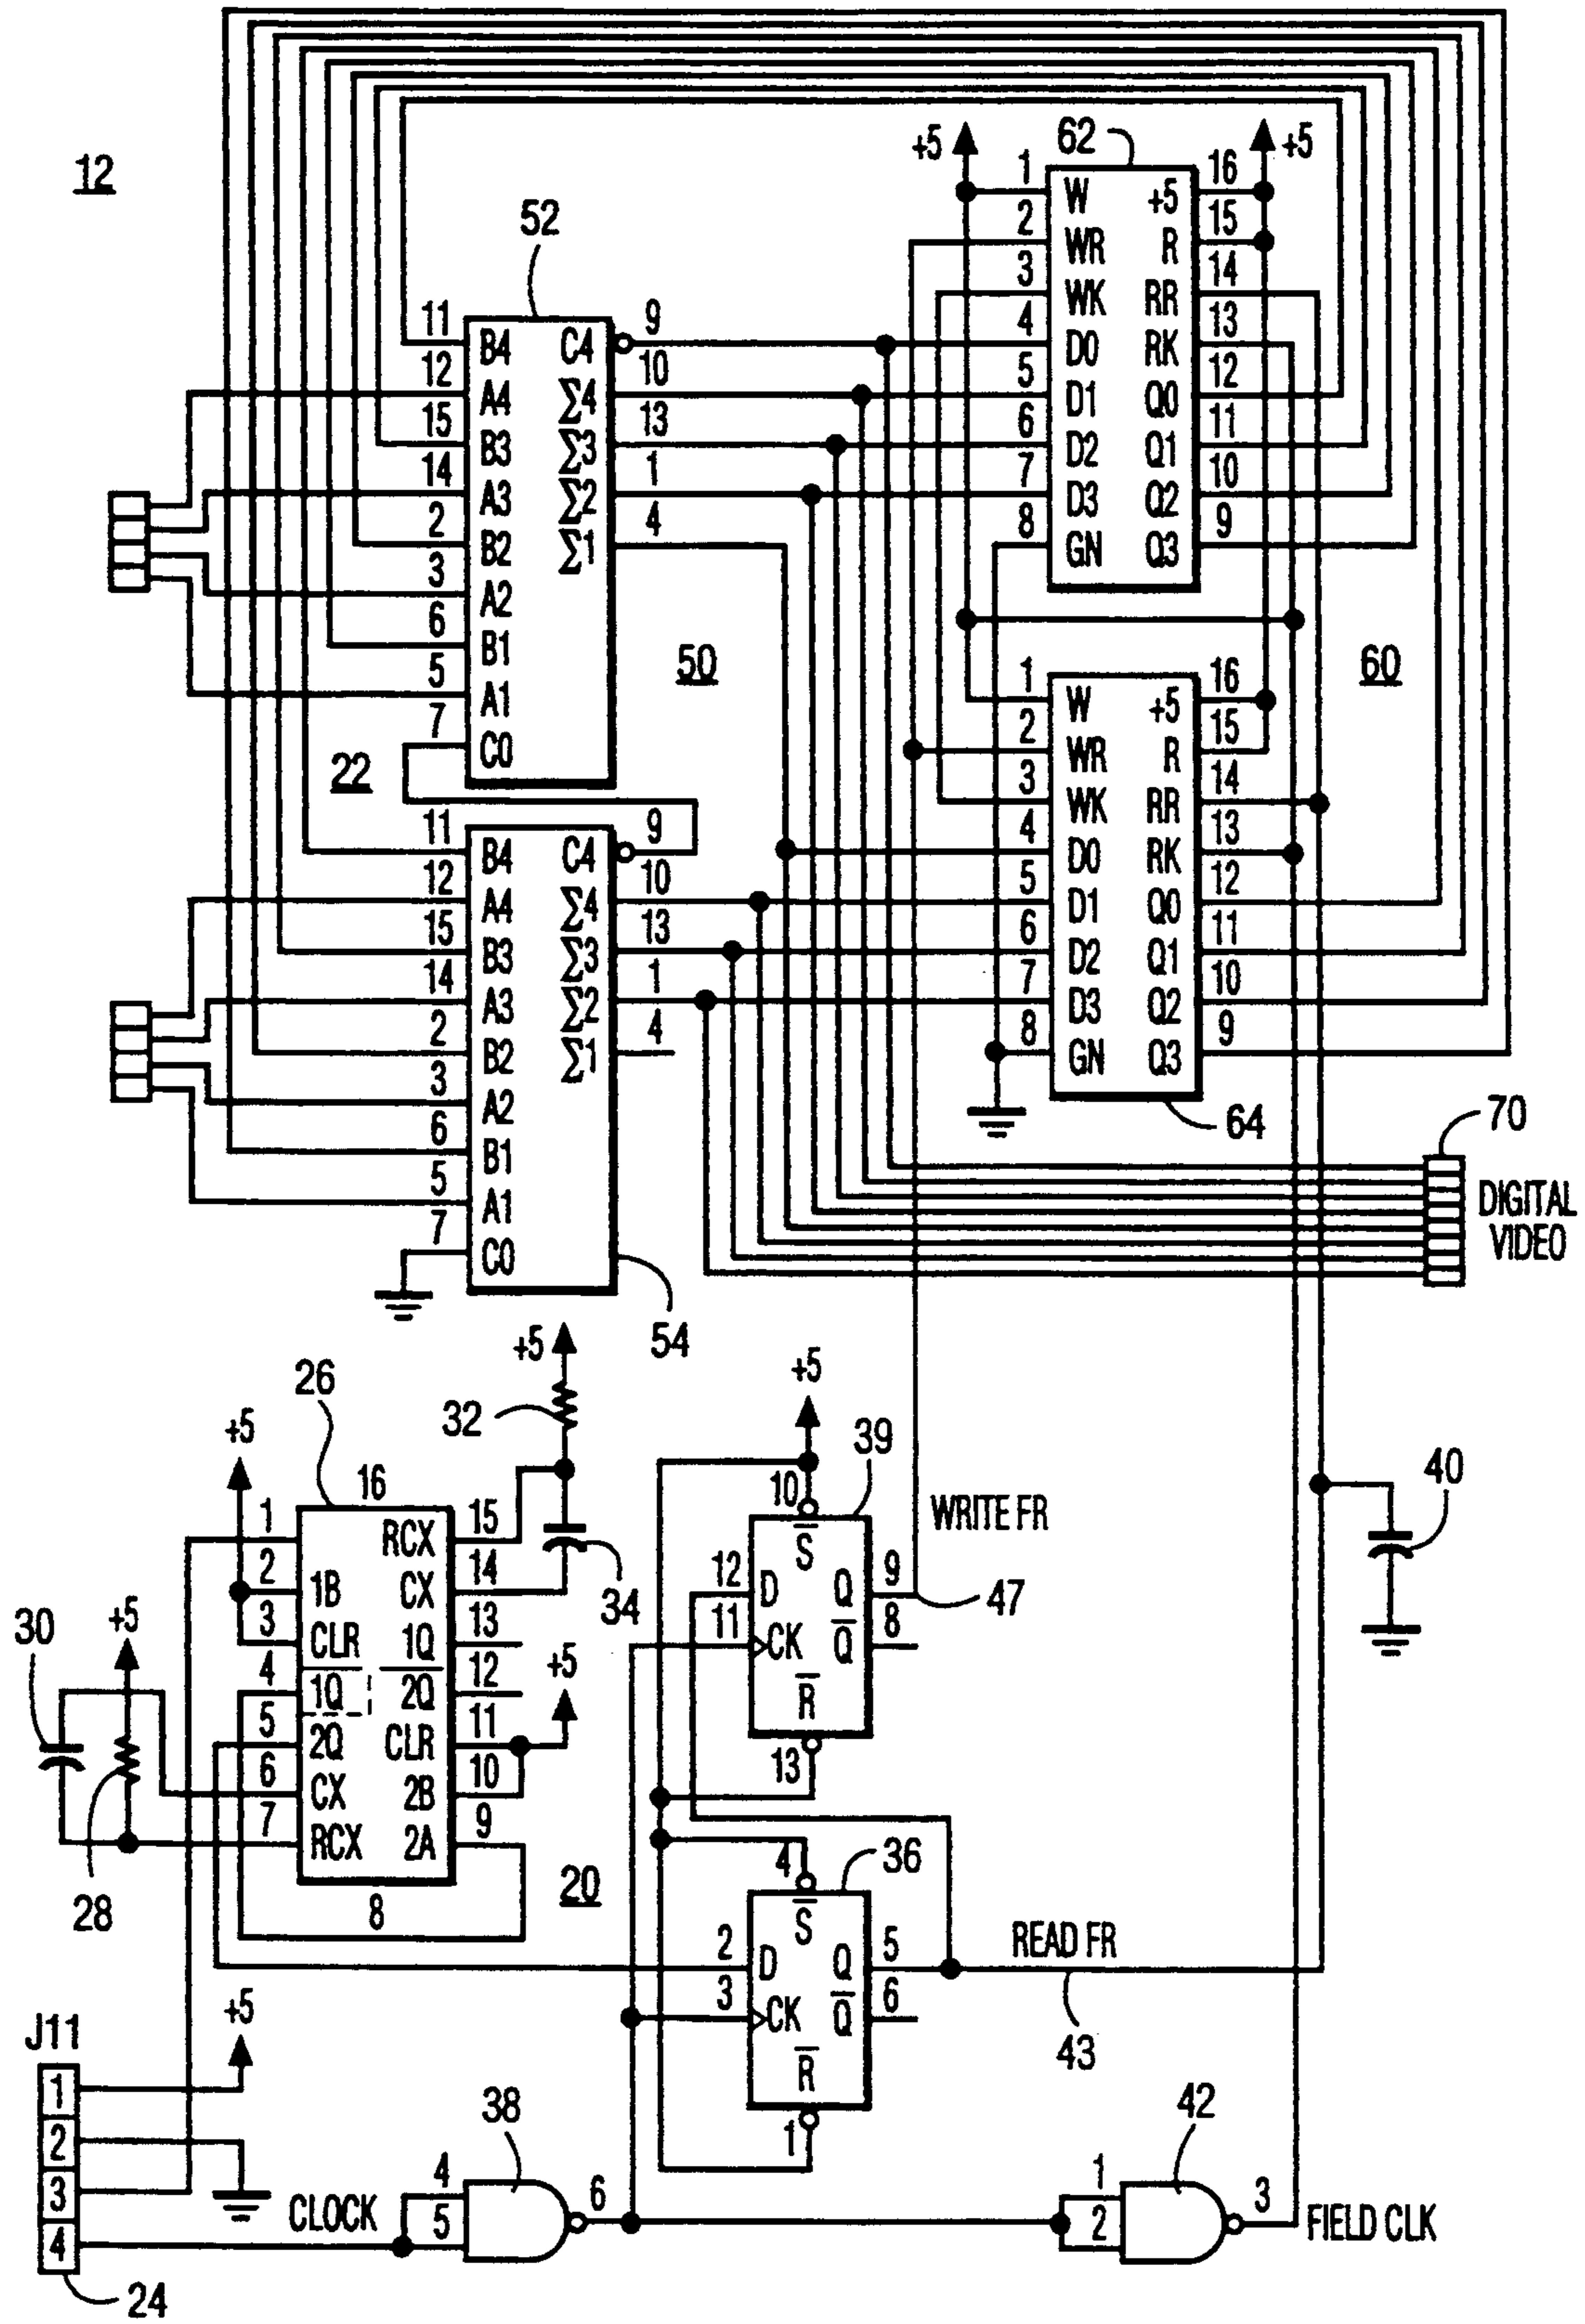 12
+5
62
+5
1 W +5 16
2 WR R 15
3 WK RR 14
4 D0 RK 13
5 D1 Q0 12
6 D2 Q1 11
7 D3 Q2 10
8 GN Q3 9
52
11 B4 C4 9
12 A4 Σ4 10
15 B3 Σ3 13
14 A3 Σ2 1
2 B2 Σ1 4
3 A2
6 B1
5 A1
7 C0
50
60
22
1 W +5 16
2 WR R 15
3 WK RR 14
4 D0 RK 13
5 D1 Q0 12
6 D2 Q1 11
7 D3 Q2 10
8 GN Q3 9
64
11 B4 C4 9
12 A4 Σ4 10
15 B3 Σ3 13
14 A3 Σ2 1
2 B2 Σ1 4
3 A2
6 B1
5 A1
7 C0
54
70
DIGITAL
VIDEO
26
+5
32
+5
16
1 RCX 15
2 1B CX 14
3 CLR 1Q 13
4 1Q 2Q 12
5 2Q CLR 11
6 CX 2B 10
7 RCX 2A 9
8
34
+5
30
+5
28
+5
39
10
S
12 D Q 9
11 CK Q 8
R
13
WRITE FR
47
40
20
36
4
S
2 D Q 5
3 CK Q 6
R
1
READ FR
43
J11
+5
1
2
3
4
24
CLOCK
38
4
5
6
42
1
2
3
FIELD CLK